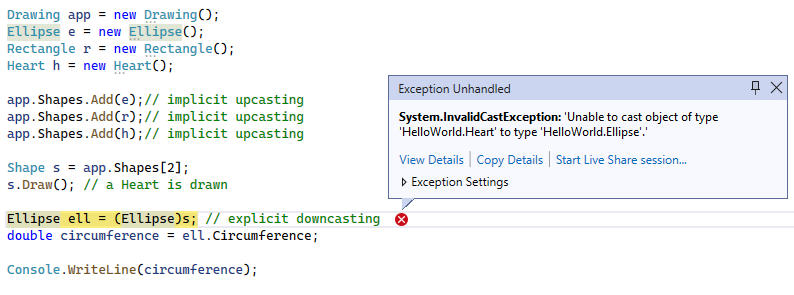 Drawing app = new Drawing();
Ellipse e = new Ellipse();
Rectangle r = new Rectangle();
Heart h = new Heart();
app.Shapes.Add(e);// implicit upcasting
app.Shapes.Add(r);// implicit upcasting
app.Shapes.Add(h);// implicit upcasting
Shape s = app.Shapes[2];
s.Draw(); // a Heart is drawn
Ellipse ell = (Ellipse)s; // explicit downcasting
double circumference = ell.Circumference;
Console.WriteLine(circumference);
Exception Unhandled
System.InvalidCastException: 'Unable to cast object of type
'HelloWorld.Heart' to type 'HelloWorld.Ellipse'.'
View Details | Copy Details | Start Live Share session...
Exception Settings